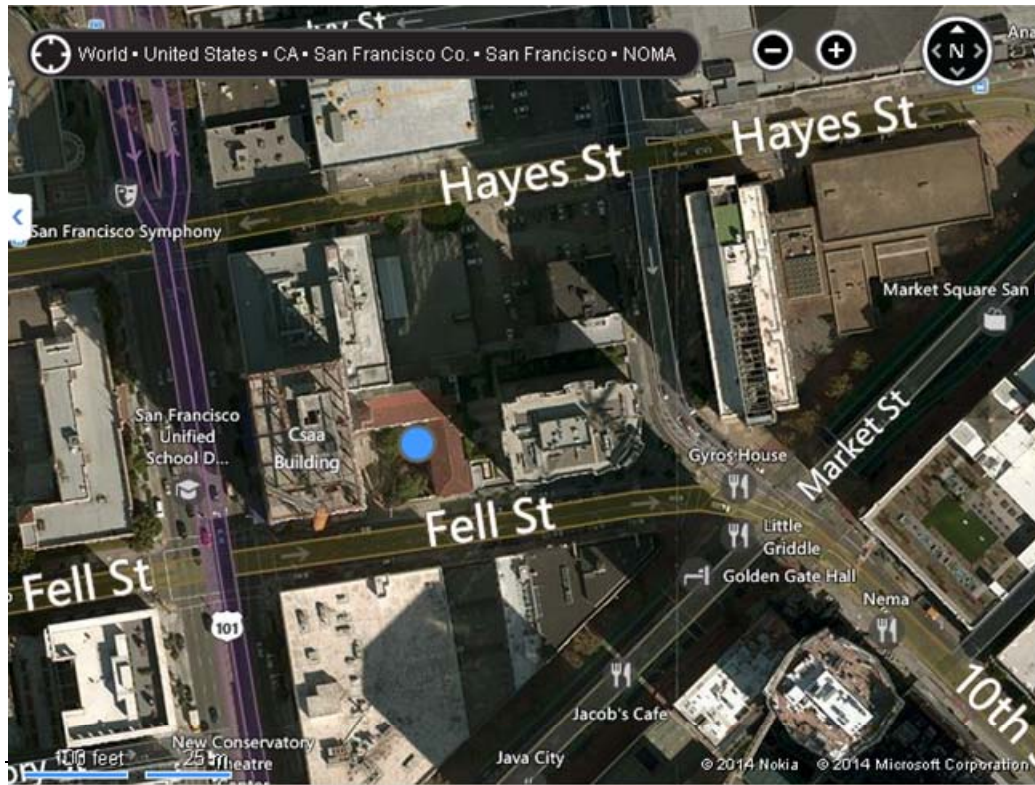 World • United States • CA • San Francisco Co. • San Francisco • NOMA
N
Hayes St
Hayes St
San Francisco Symphony
Market Square San
San Francisco
Unified
School D...
Csaa
Building
Gyros House
Market St
Fell St
Fell St
Little
Griddle
Golden Gate Hall
Nema
101
10th
Jacob's Cafe
New Conservatory
Theatre
100 feet
25 m
Java City
© 2014 Nokia © 2014 Microsoft Corporation